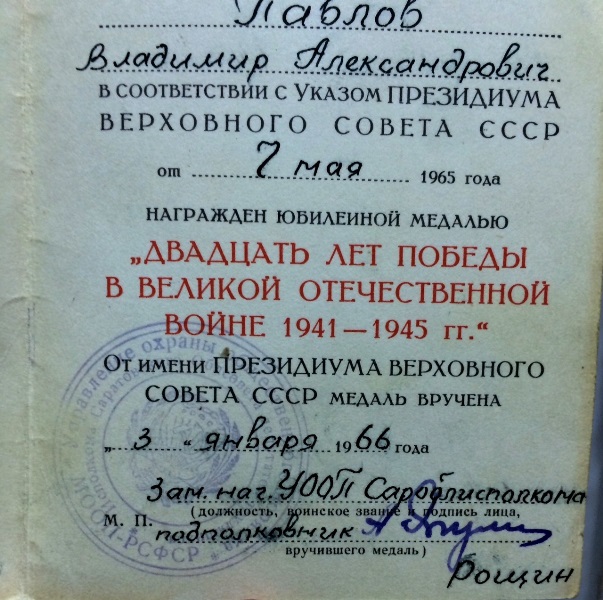 Павлов
Владимир Александрович
В СООТВЕТСТВИИ С УКАЗОМ ПРЕЗИДИУМА
ВЕРХОВНОГО СОВЕТА СССР
от 7 мая 1965 года
НАГРАЖДЕН ЮБИЛЕЙНОЙ МЕДАЛЬЮ
„ДВАДЦАТЬ ЛЕТ ПОБЕДЫ
В ВЕЛИКОЙ ОТЕЧЕСТВЕННОЙ
ВОЙНЕ 1941—1945 гг.“
ОТ ИМЕНИ ПРЕЗИДИУМА ВЕРХОВНОГО
СОВЕТА СССР МЕДАЛЬ ВРУЧЕНА
„ 3 “ января 1966 года
Зам. нач. УООП Сароблисполкома
(должность, воинское звание и подпись лица,
М. П. подполковник
вручившего медаль)
Рощин
охраны
РСФСР